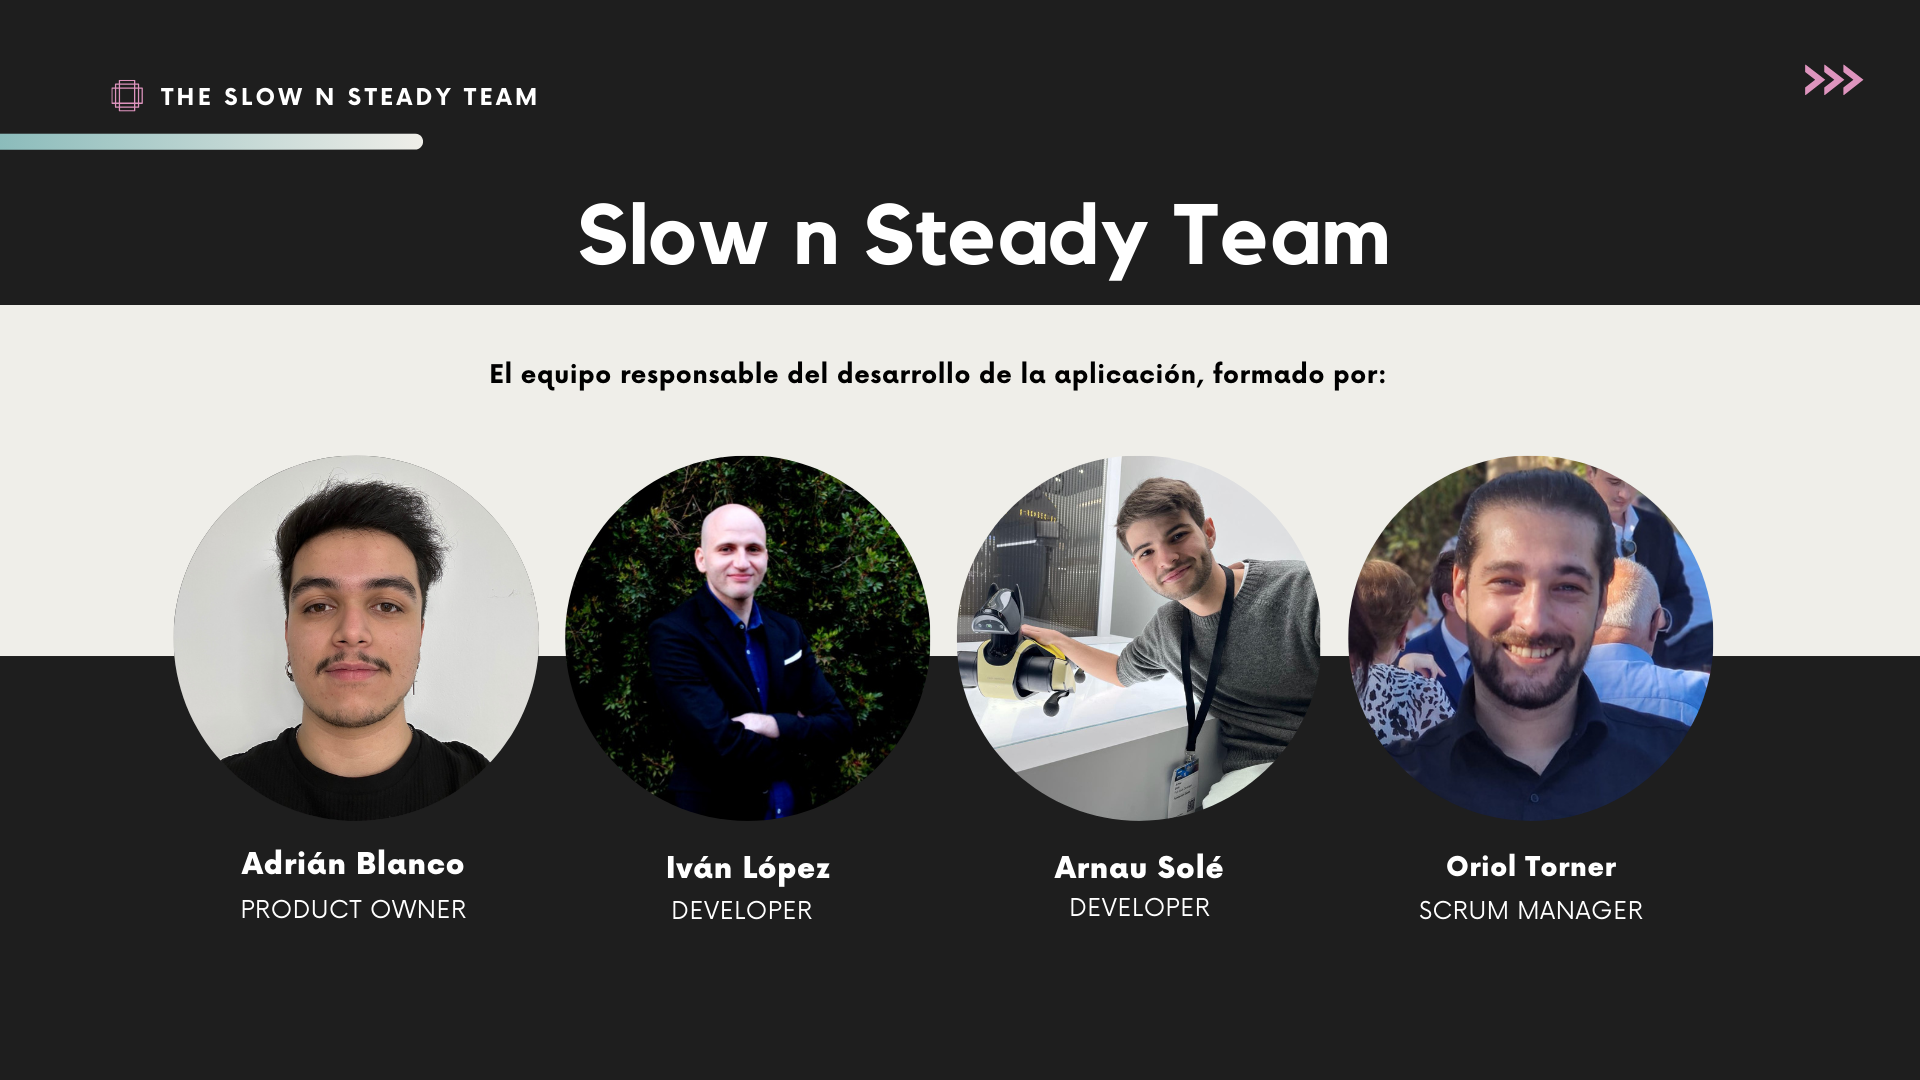 THE SLOW N STEADY TEAM
Slow n Steady Team
El equipo responsable del desarrollo de la aplicación, formado por:
Adrián Blanco
PRODUCT OWNER
Iván López
DEVELOPER
Arnau Solé
DEVELOPER
Oriol Torner
SCRUM MANAGER